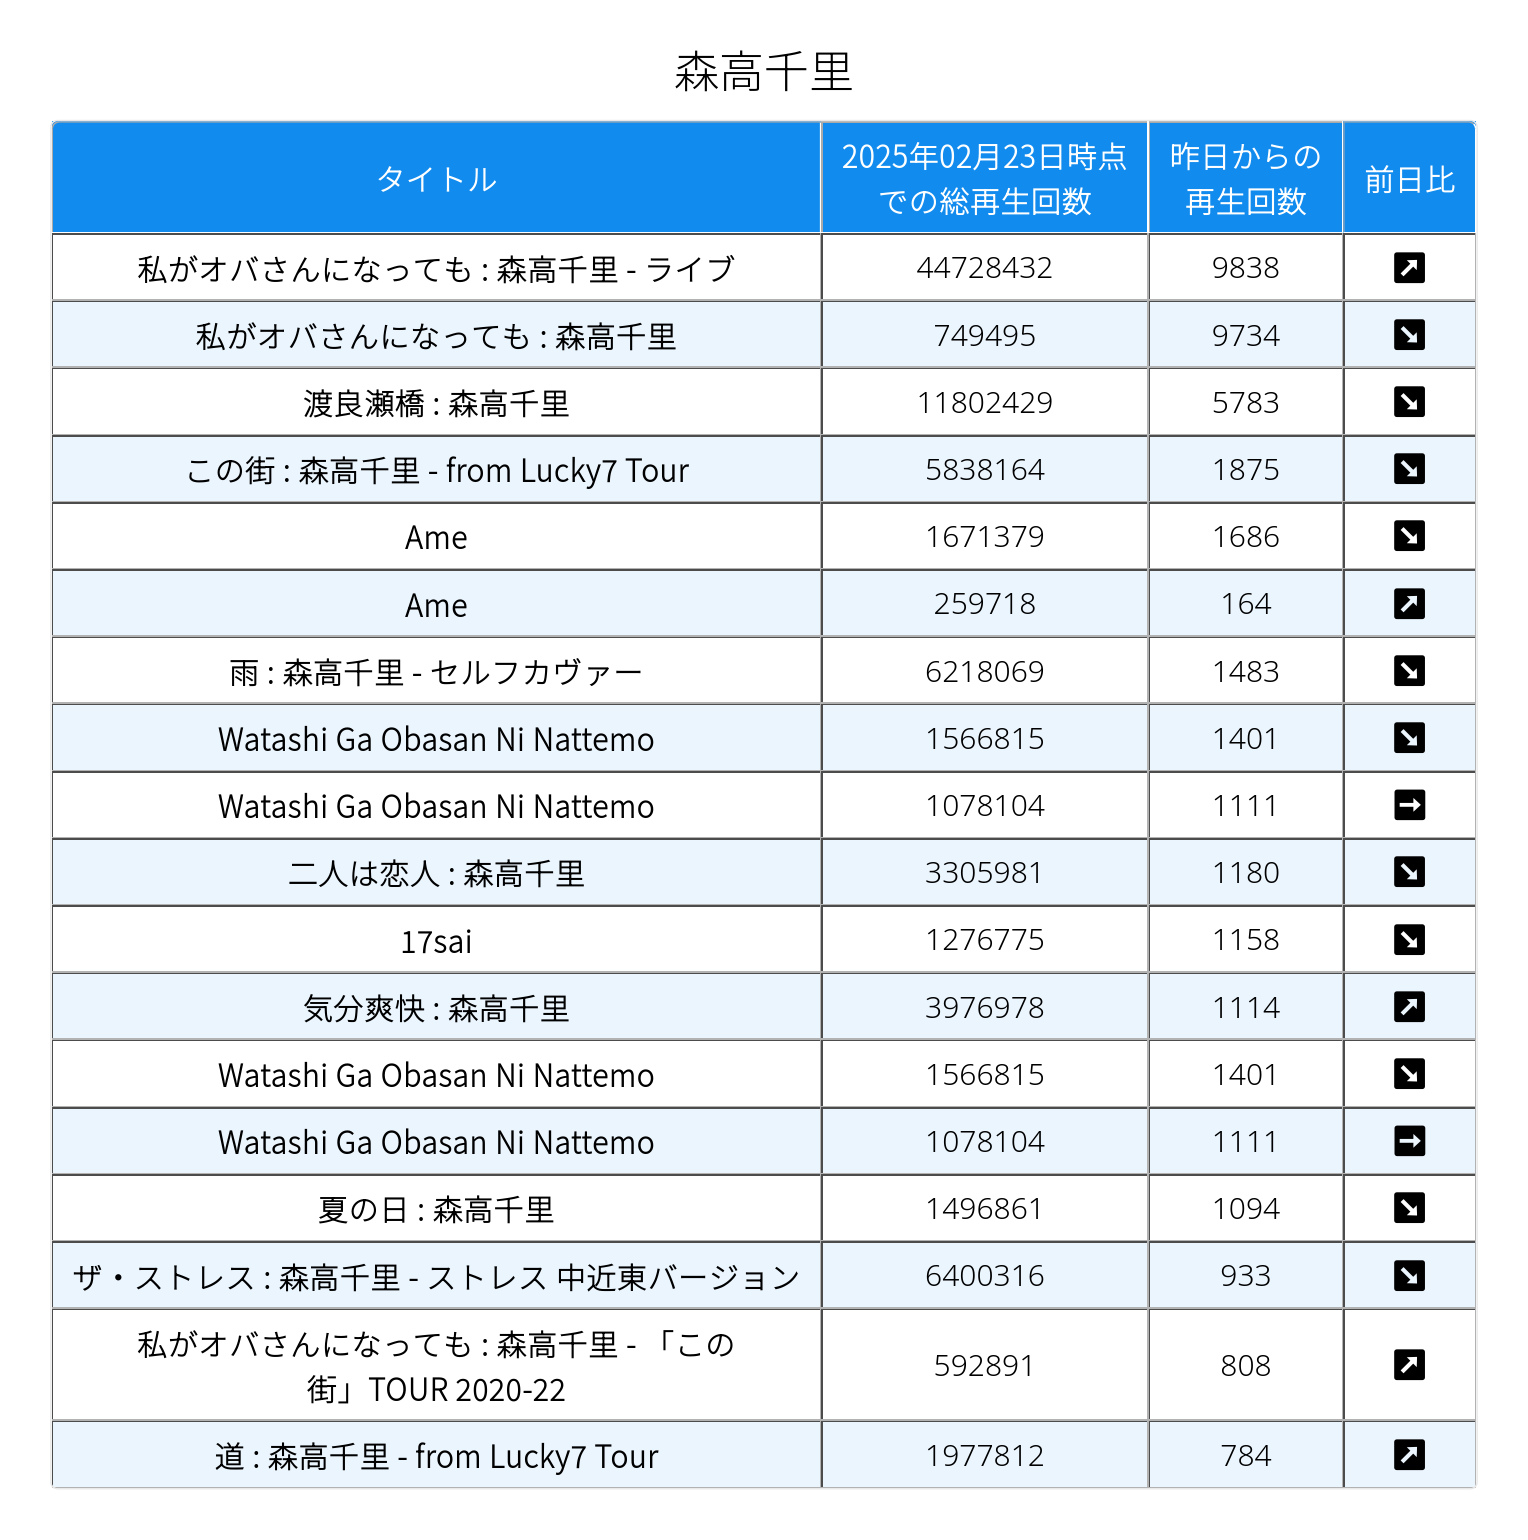 森高千里
タイトル
2025年02月23日時点
での総再生回数
昨日からの
再生回数
前日比
私がオバさんになっても : 森高千里 - ライブ 44728432 9838
私がオバさんになっても : 森高千里 749495 9734
渡良瀬橋 : 森高千里 11802429 5783
この街 : 森高千里 - from Lucky7 Tour 5838164 1875
Ame 1671379 1686
Ame 259718 164
雨 : 森高千里 - セルフカヴァー 6218069 1483
Watashi Ga Obasan Ni Nattemo 1566815 1401
Watashi Ga Obasan Ni Nattemo 1078104 1111
二人は恋人 : 森高千里 3305981 1180
17sai 1276775 1158
気分爽快 : 森高千里 3976978 1114
Watashi Ga Obasan Ni Nattemo 1566815 1401
Watashi Ga Obasan Ni Nattemo 1078104 1111
夏の日 : 森高千里 1496861 1094
ザ・ストレス : 森高千里 - ストレス 中近東バージョン 6400316 933
私がオバさんになっても : 森高千里 - 「この
街」TOUR 2020-22 592891 808
道 : 森高千里 - from Lucky7 Tour 1977812 784